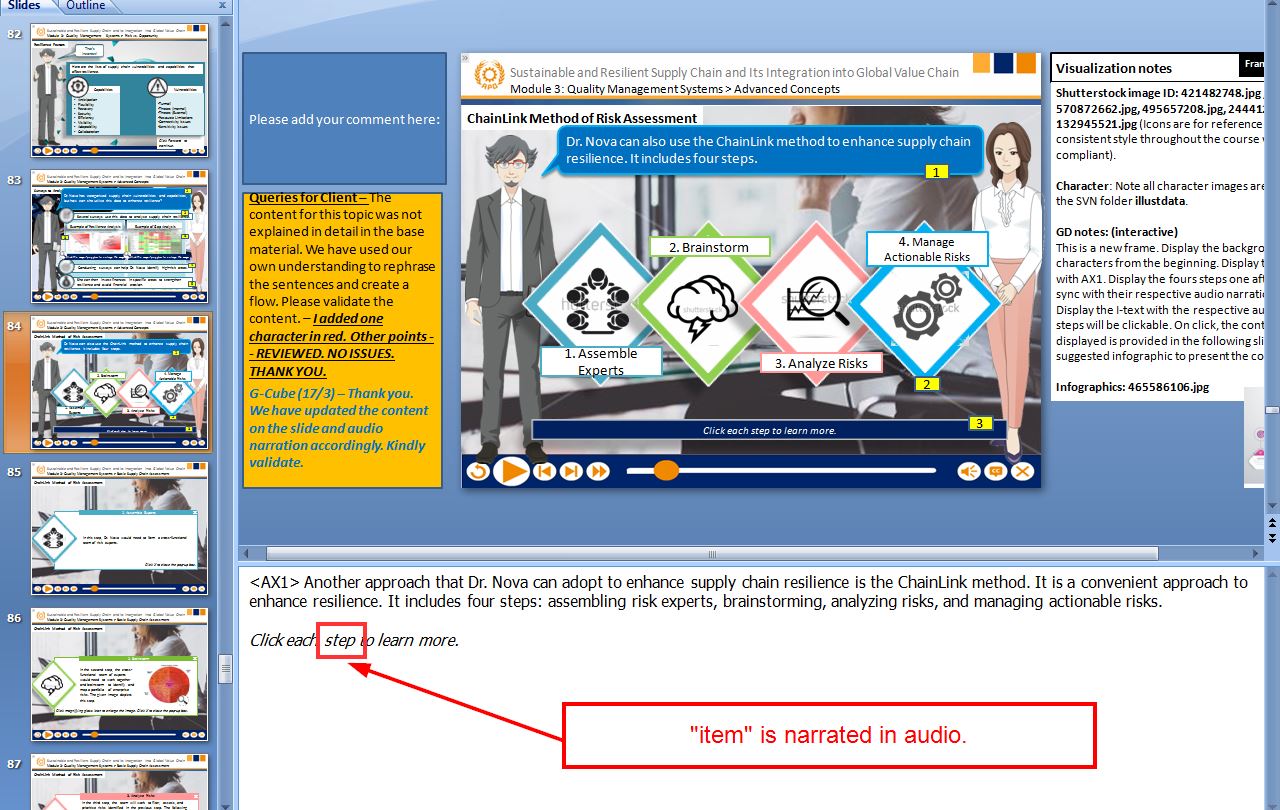 Slides
Outline
x
82
83
84
85
86
87
Please add your comment here:
Queries for Client – The
content for this topic was not
explained in detail in the base
material. We have used our
own understanding to rephrase
the sentences and create a
flow. Please validate the
content. – I added one
character in red. Other points -
- REVIEWED. NO ISSUES.
THANK YOU.
G-Cube (17/3) – Thank you.
We have updated the content
on the slide and audio
narration accordingly. Kindly
validate.
Sustainable and Resilient Supply Chain and Its Integration into Global Value Chain
Module 3: Quality Management Systems > Advanced Concepts
ChainLink Method of Risk Assessment
Dr. Nova can also use the ChainLink method to enhance supply chain
resilience. It includes four steps.
1
2. Brainstorm
4. Manage
Actionable Risks
1. Assemble
Experts
3. Analyze Risks
2
3
Click each step to learn more.
CC
Visualization notes
Fran
Shutterstock image ID: 421482748.jpg
570872662.jpg, 495657208.jpg, 24441
132945521.jpg (Icons are for reference
consistent style throughout the course
compliant).
Character: Note all character images are
the SVN folder illustdata.
GD notes: (interactive)
This is a new frame. Display the backgro
characters from the beginning. Display t
with AX1. Display the fours steps one aft
sync with their respective audio narrati
Display the I-text with the respective au
steps will be clickable. On click, the cont
displayed is provided in the following sli
suggested infographic to present the co
Infographics: 465586106.jpg
<AX1> Another approach that Dr. Nova can adopt to enhance supply chain resilience is the ChainLink method. It is a convenient approach to
enhance resilience. It includes four steps: assembling risk experts, brainstorming, analyzing risks, and managing actionable risks.
Click each step to learn more.
"item" is narrated in audio.